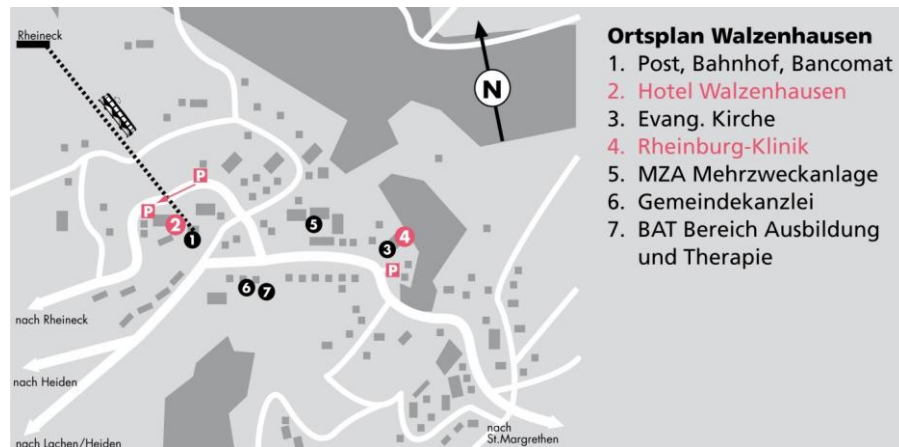 Rheineck
N
P
P
2
1
5
4
3
P
6
7
nach Rheineck
nach Heiden
nach Lachen/Heiden
nach
St.Margrethen
Ortsplan Walzenhausen
1. Post, Bahnhof, Bancomat
2. Hotel Walzenhausen
3. Evang. Kirche
4. Rheinburg-Klinik
5. MZA Mehrzweckanlage
6. Gemeindekanzlei
7. BAT Bereich Ausbildung
und Therapie